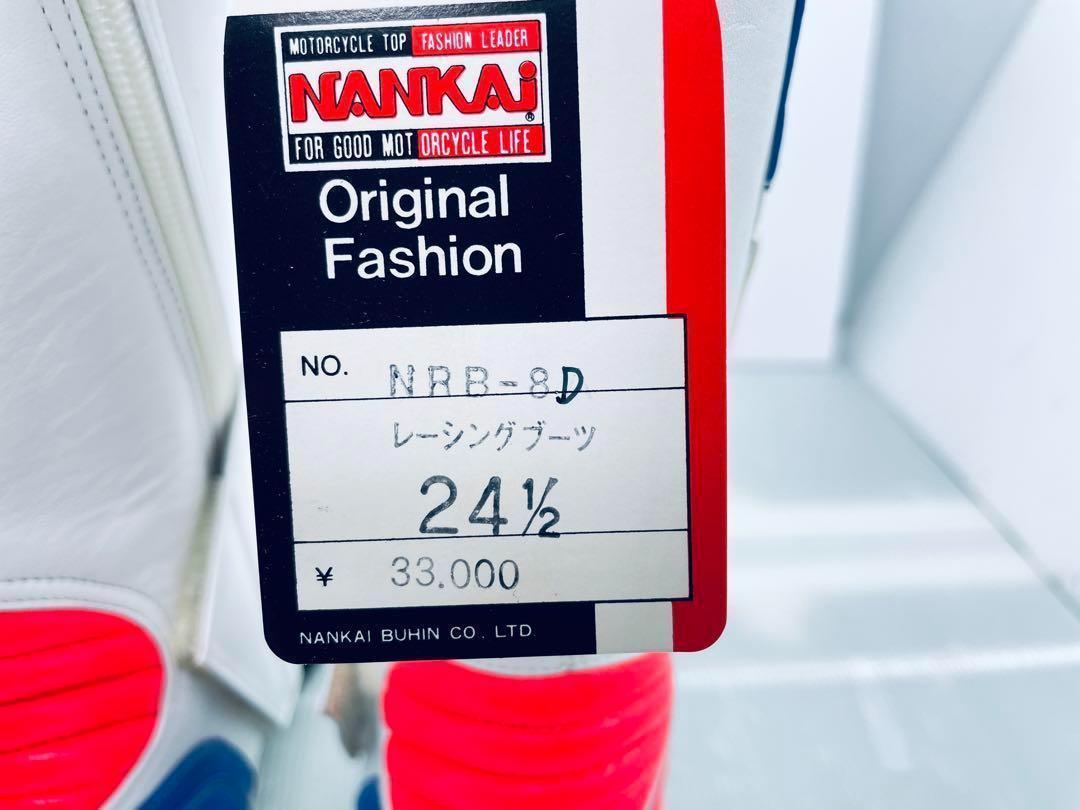 MOTORCYCLE TOP FASHION LEADER
NANKAi®
FOR GOOD MOTORCYCLE LIFE
Original
Fashion
NO. NRB-8D
レーシングブーツ
24½
¥ 33.000
NANKAI BUHIN CO. LTD.